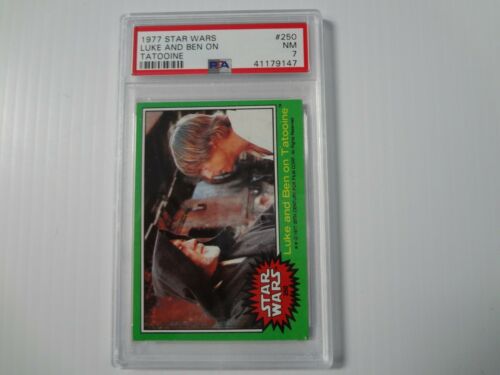 1977 STAR WARS #250
LUKE AND BEN ON NM
TATOOINE 7
PSA 41179147
Luke and Ben on Tatooine
STAR
WARS